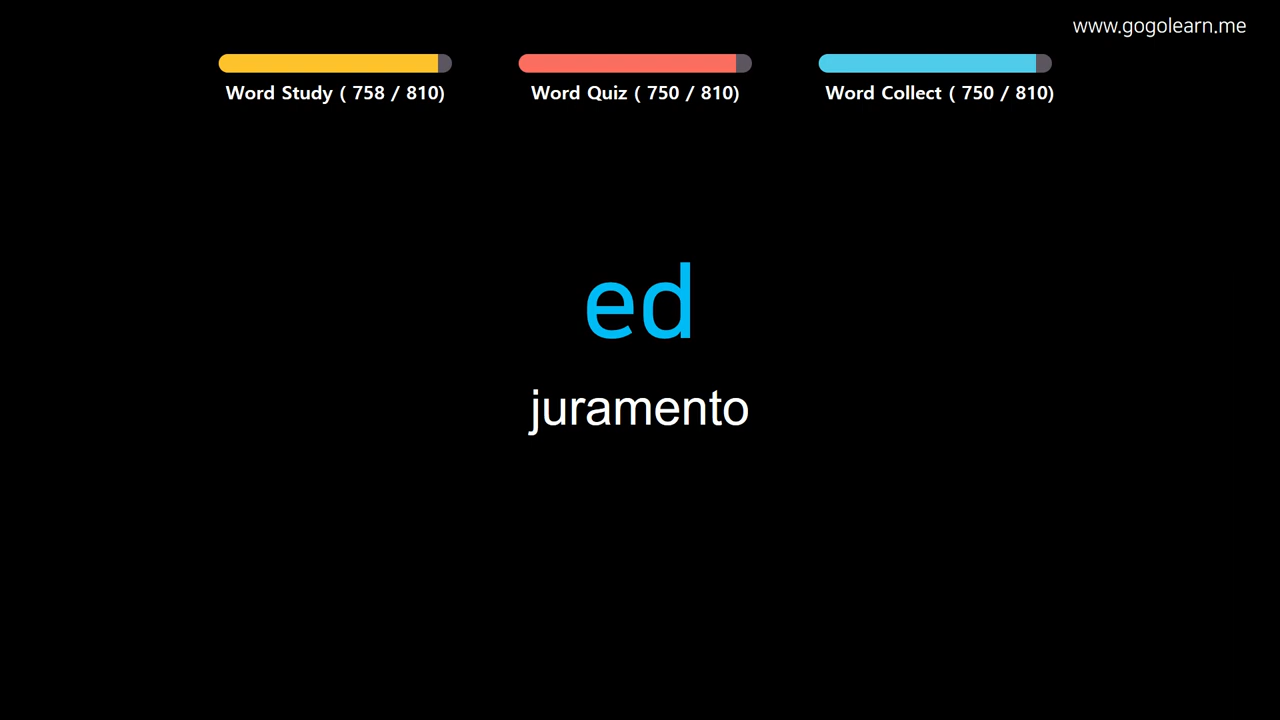 www.gogolearn.me
Word Study ( 758 / 810)
Word Quiz ( 750 / 810)
Word Collect ( 750 / 810)
ed
juramento